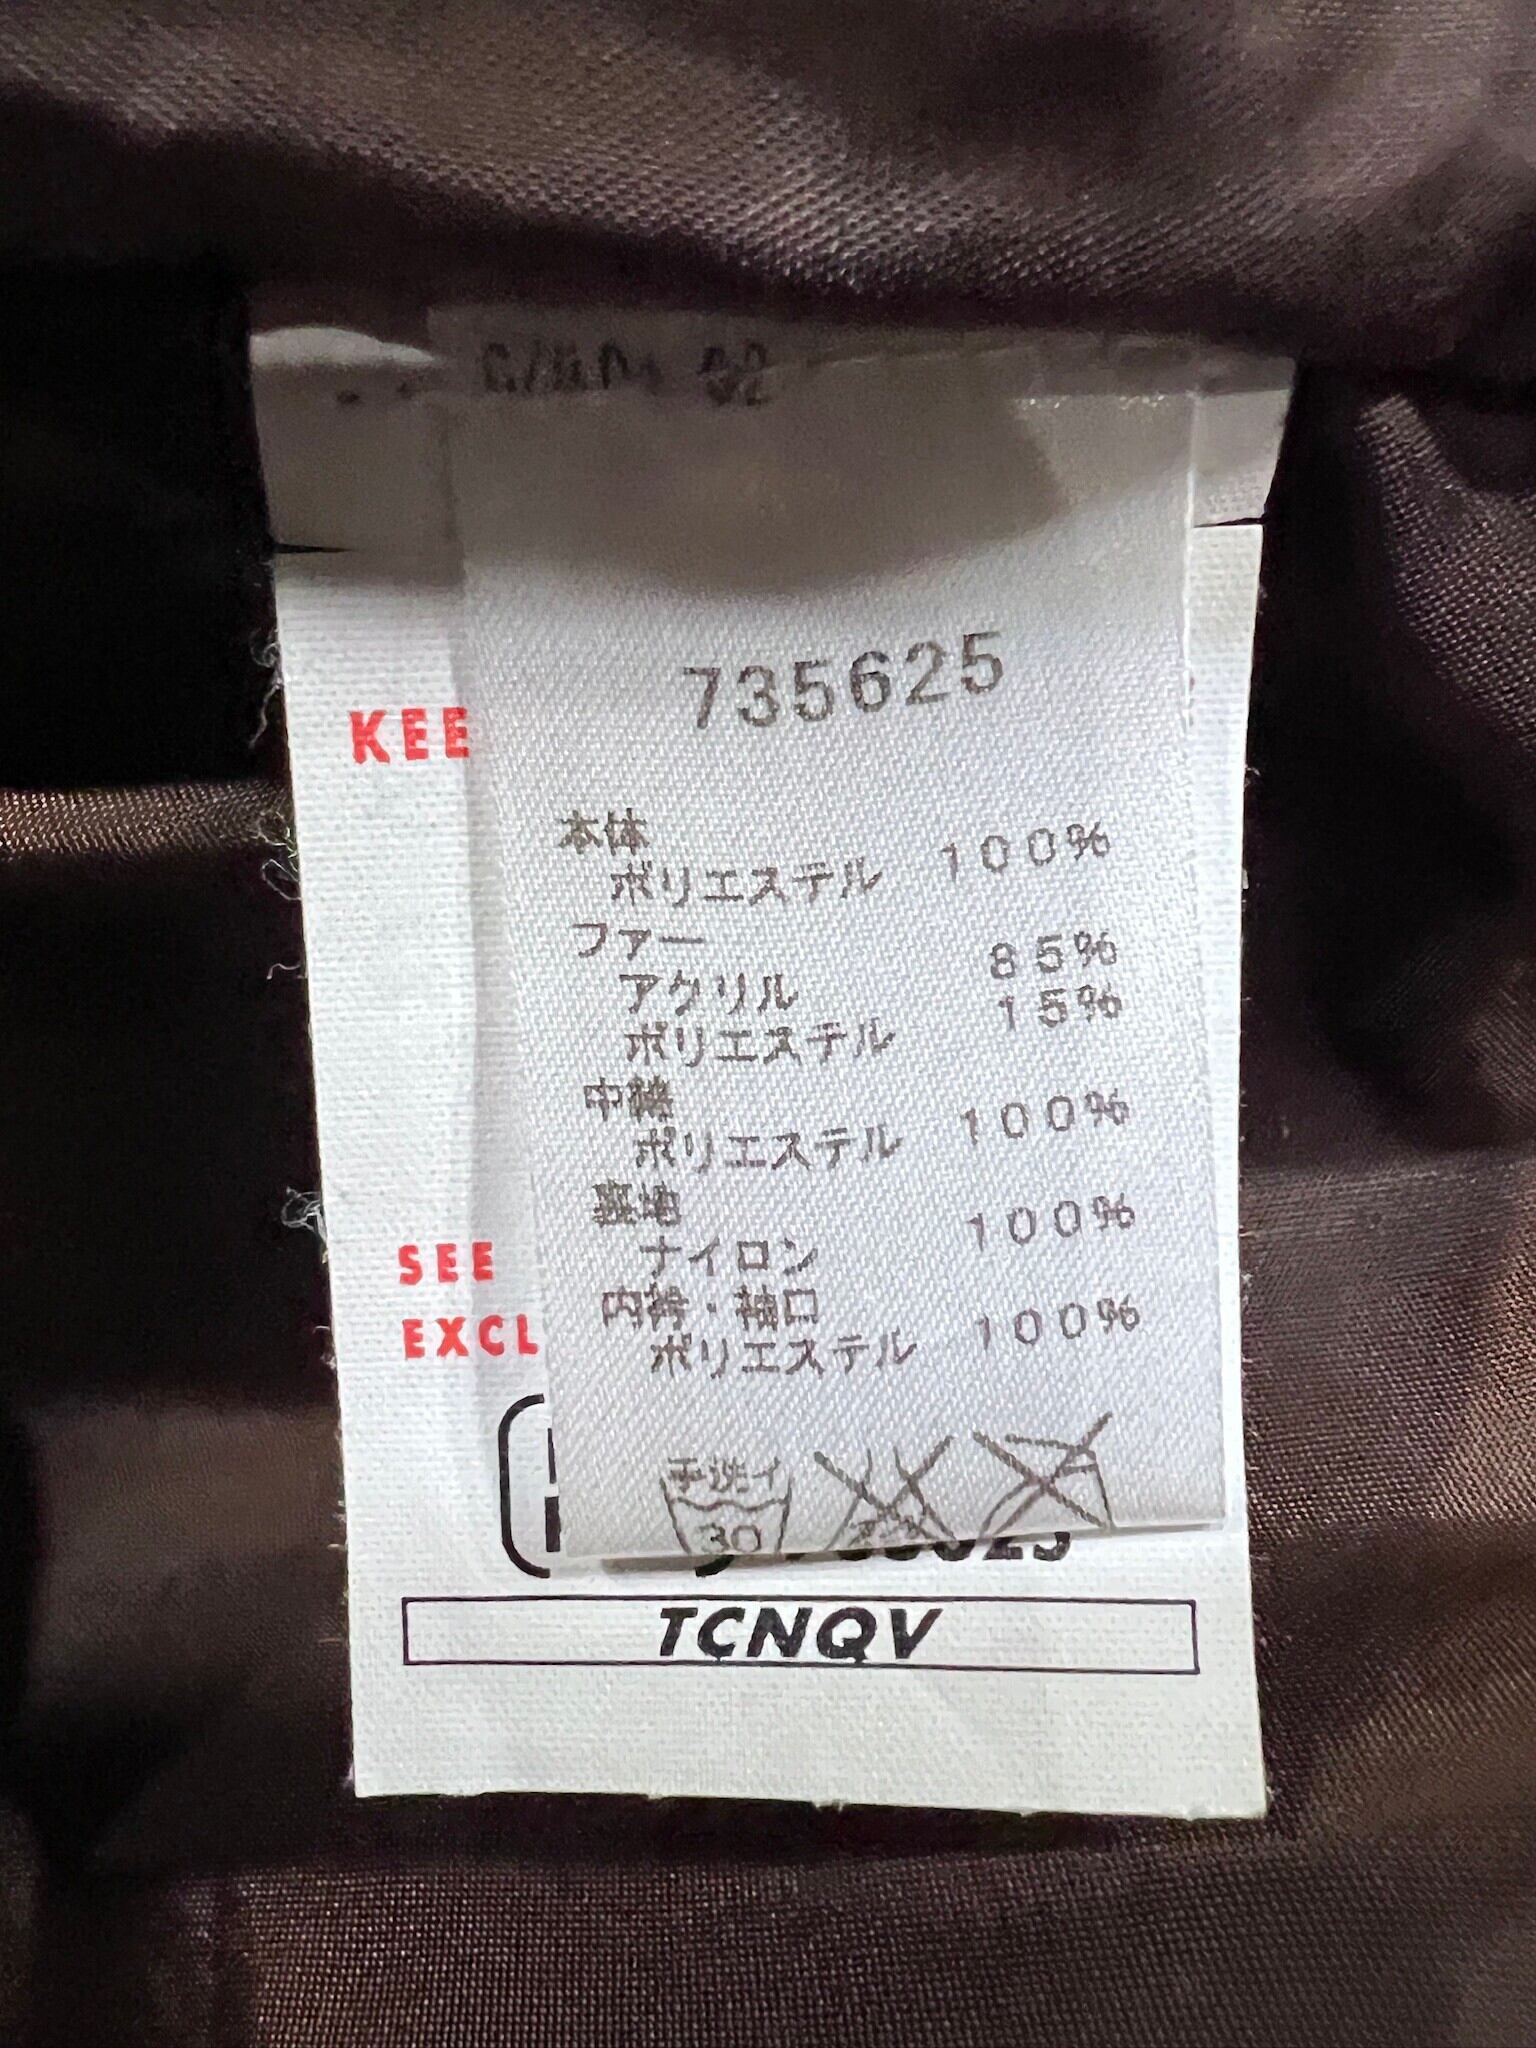 735625
KEE
本体
ポリエステル 100%
ファー
アクリル 85%
ポリエステル 15%
中綿
ポリエステル 100%
裏地
ナイロン 100%
SEE
内衿・袖口
EXCL
ポリエステル 100%
手洗イ
30
TCNQV